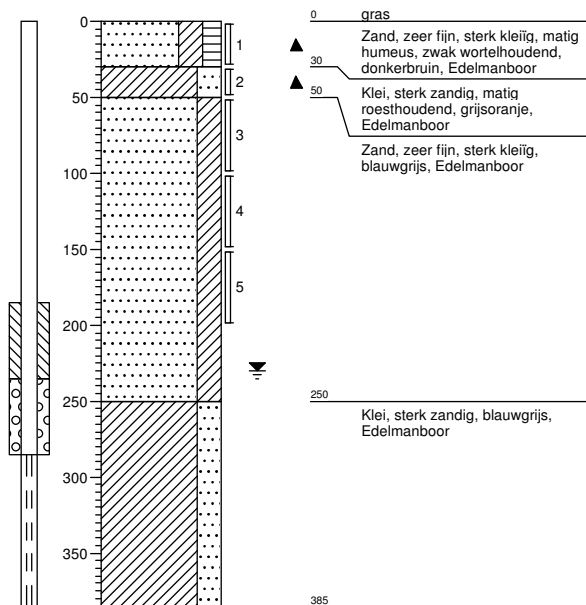 0
50
100
150
200
250
300
350
1
2
3
4
5
0 gras
Zand, zeer fijn, sterk kleiïg, matig
humeus, zwak wortelhoudend,
donkerbruin, Edelmanboor
30
Klei, sterk zandig, matig
roesthoudend, grijsoranje,
Edelmanboor
50
Zand, zeer fijn, sterk kleiïg,
blauwgrijs, Edelmanboor
250
Klei, sterk zandig, blauwgrijs,
Edelmanboor
385